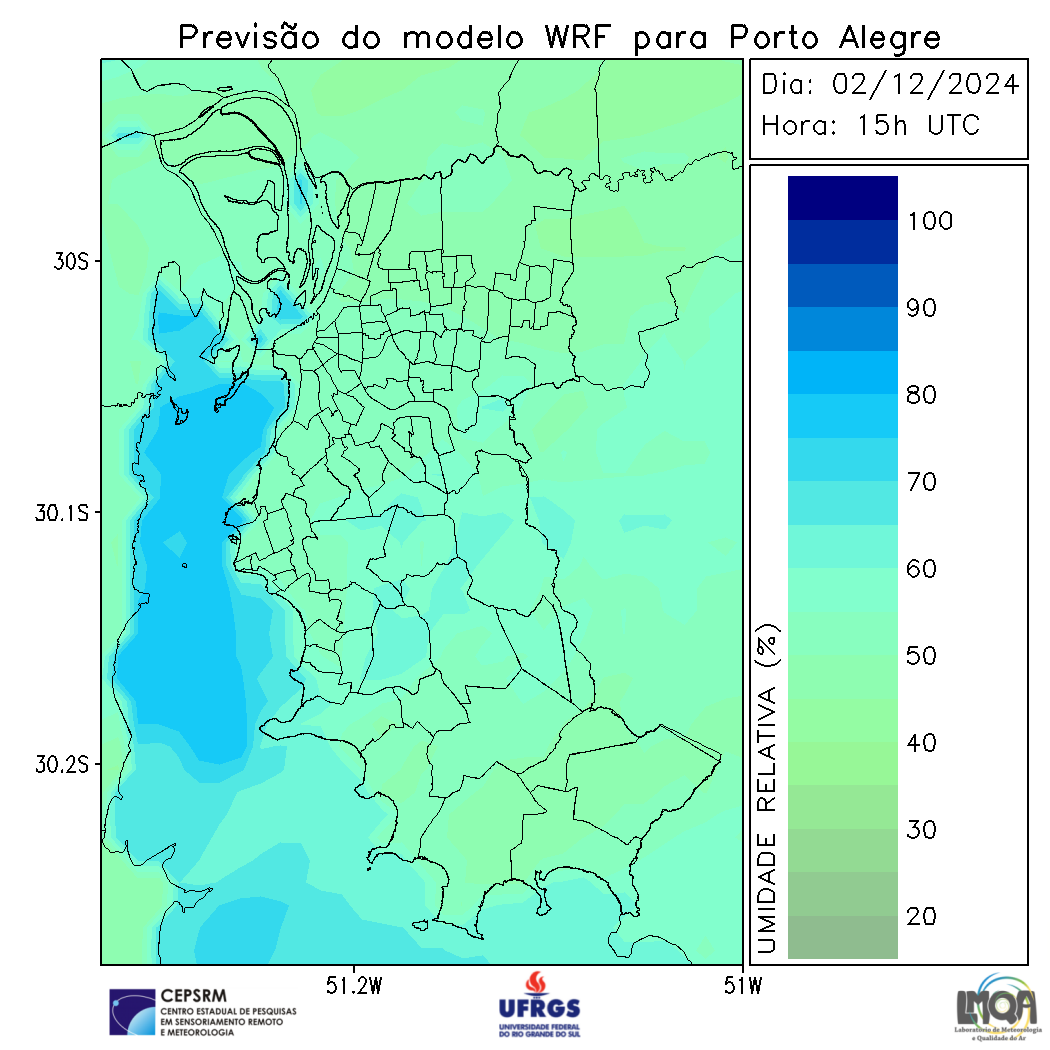 Previsão do modelo WRF para Porto Alegre
Dia: 02/12/2024
Hora: 15h UTC
30S
30.1S
30.2S
51.2W
51W
UMIDADE RELATIVA (%)
100
90
80
70
60
50
40
30
20
CEPSRM
CENTRO ESTADUAL DE PESQUISAS
EM SENSORIAMENTO REMOTO
E METEOROLOGIA
UFRGS
UNIVERSIDADE FEDERAL
DO RIO GRANDE DO SUL
LMQA
Laboratório de Meteorologia
e Qualidade do Ar